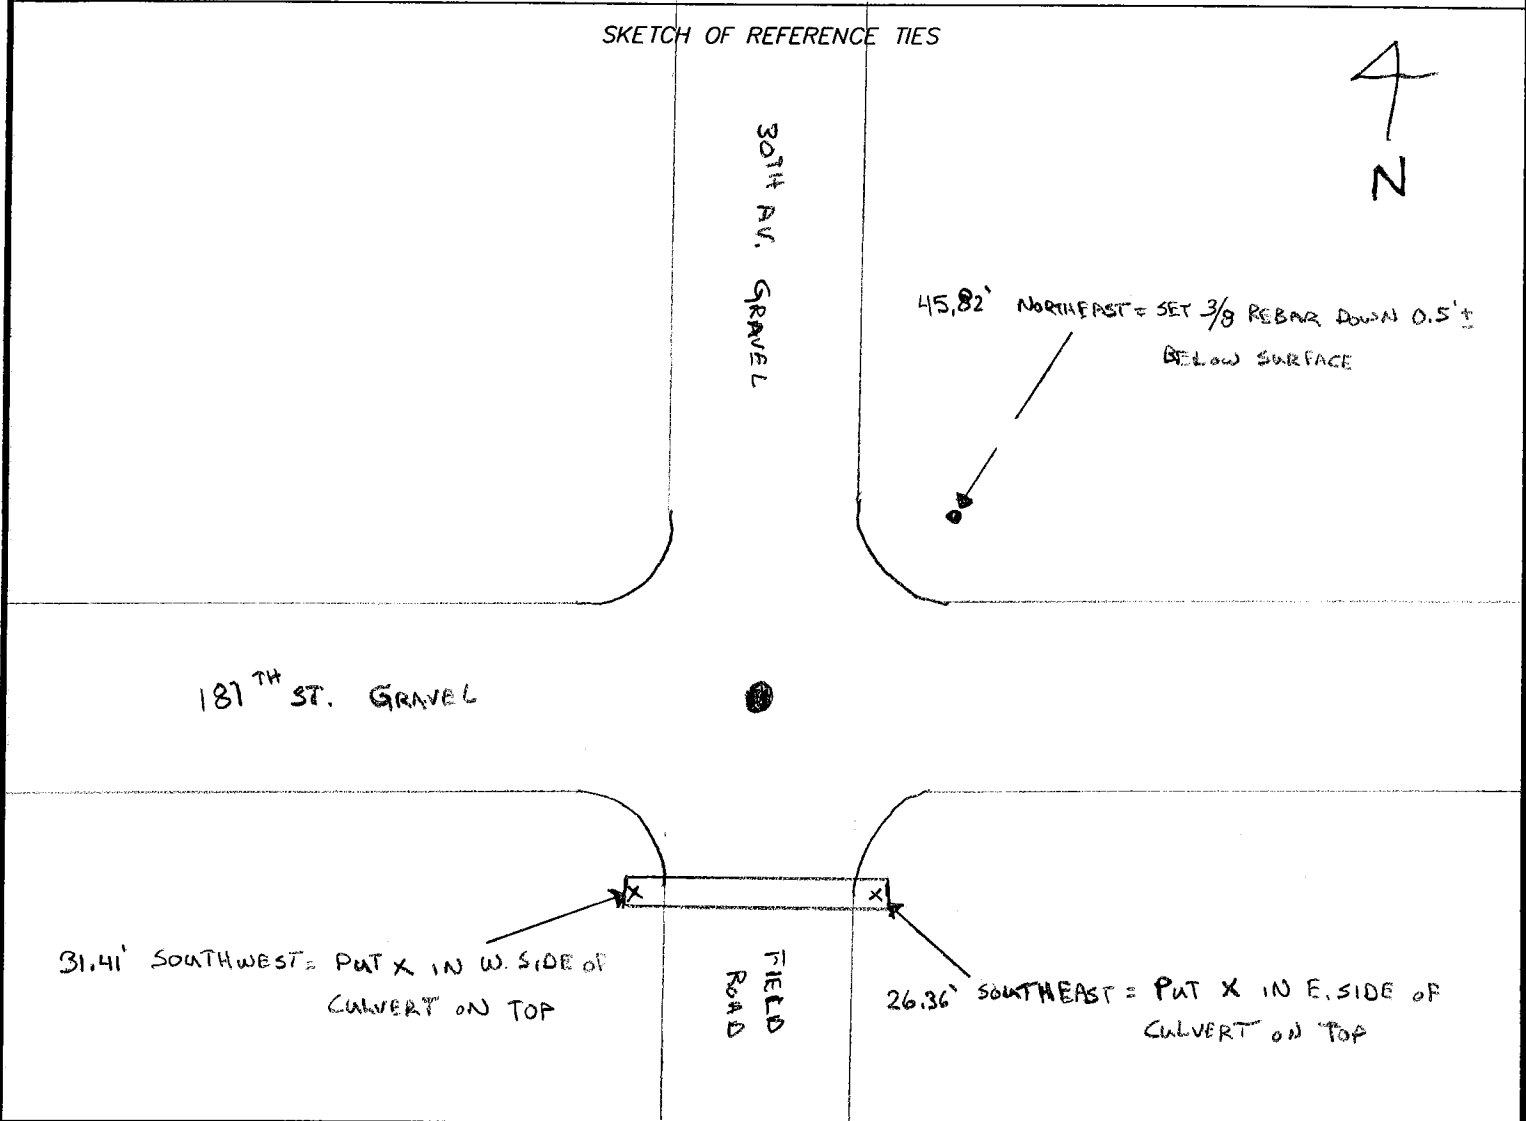 SKETCH OF REFERENCE TIES
N
30TH AV. GRAVEL
45.82' NORTHEAST = SET 3/8 REBAR DOWN 0.5' ±
BELOW SURFACE
187TH ST. GRAVEL
31.41' SOUTHWEST = PUT X IN W. SIDE OF
CULVERT ON TOP
FIELD
ROAD
26.36' SOUTHEAST = PUT X IN E. SIDE OF
CULVERT ON TOP
X
X